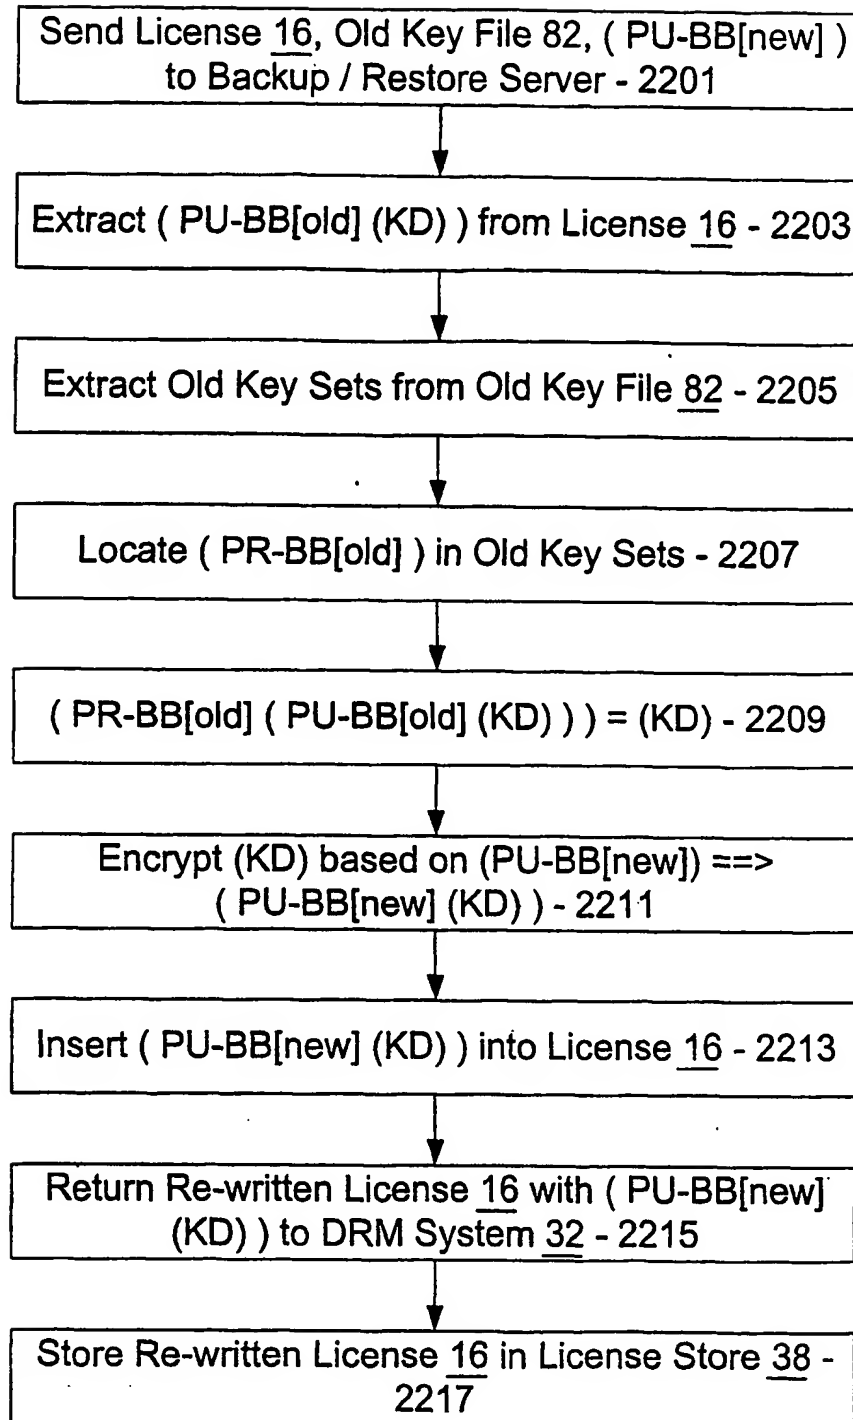 Send License 16, Old Key File 82, ( PU-BB[new] )
to Backup / Restore Server - 2201
Extract ( PU-BB[old] (KD) ) from License 16 - 2203
Extract Old Key Sets from Old Key File 82 - 2205
Locate ( PR-BB[old] ) in Old Key Sets - 2207
( PR-BB[old] ( PU-BB[old] (KD) ) ) = (KD) - 2209
Encrypt (KD) based on (PU-BB[new]) ==>
( PU-BB[new] (KD) ) - 2211
Insert ( PU-BB[new] (KD) ) into License 16 - 2213
Return Re-written License 16 with ( PU-BB[new]
(KD) ) to DRM System 32 - 2215
Store Re-written License 16 in License Store 38 -
2217